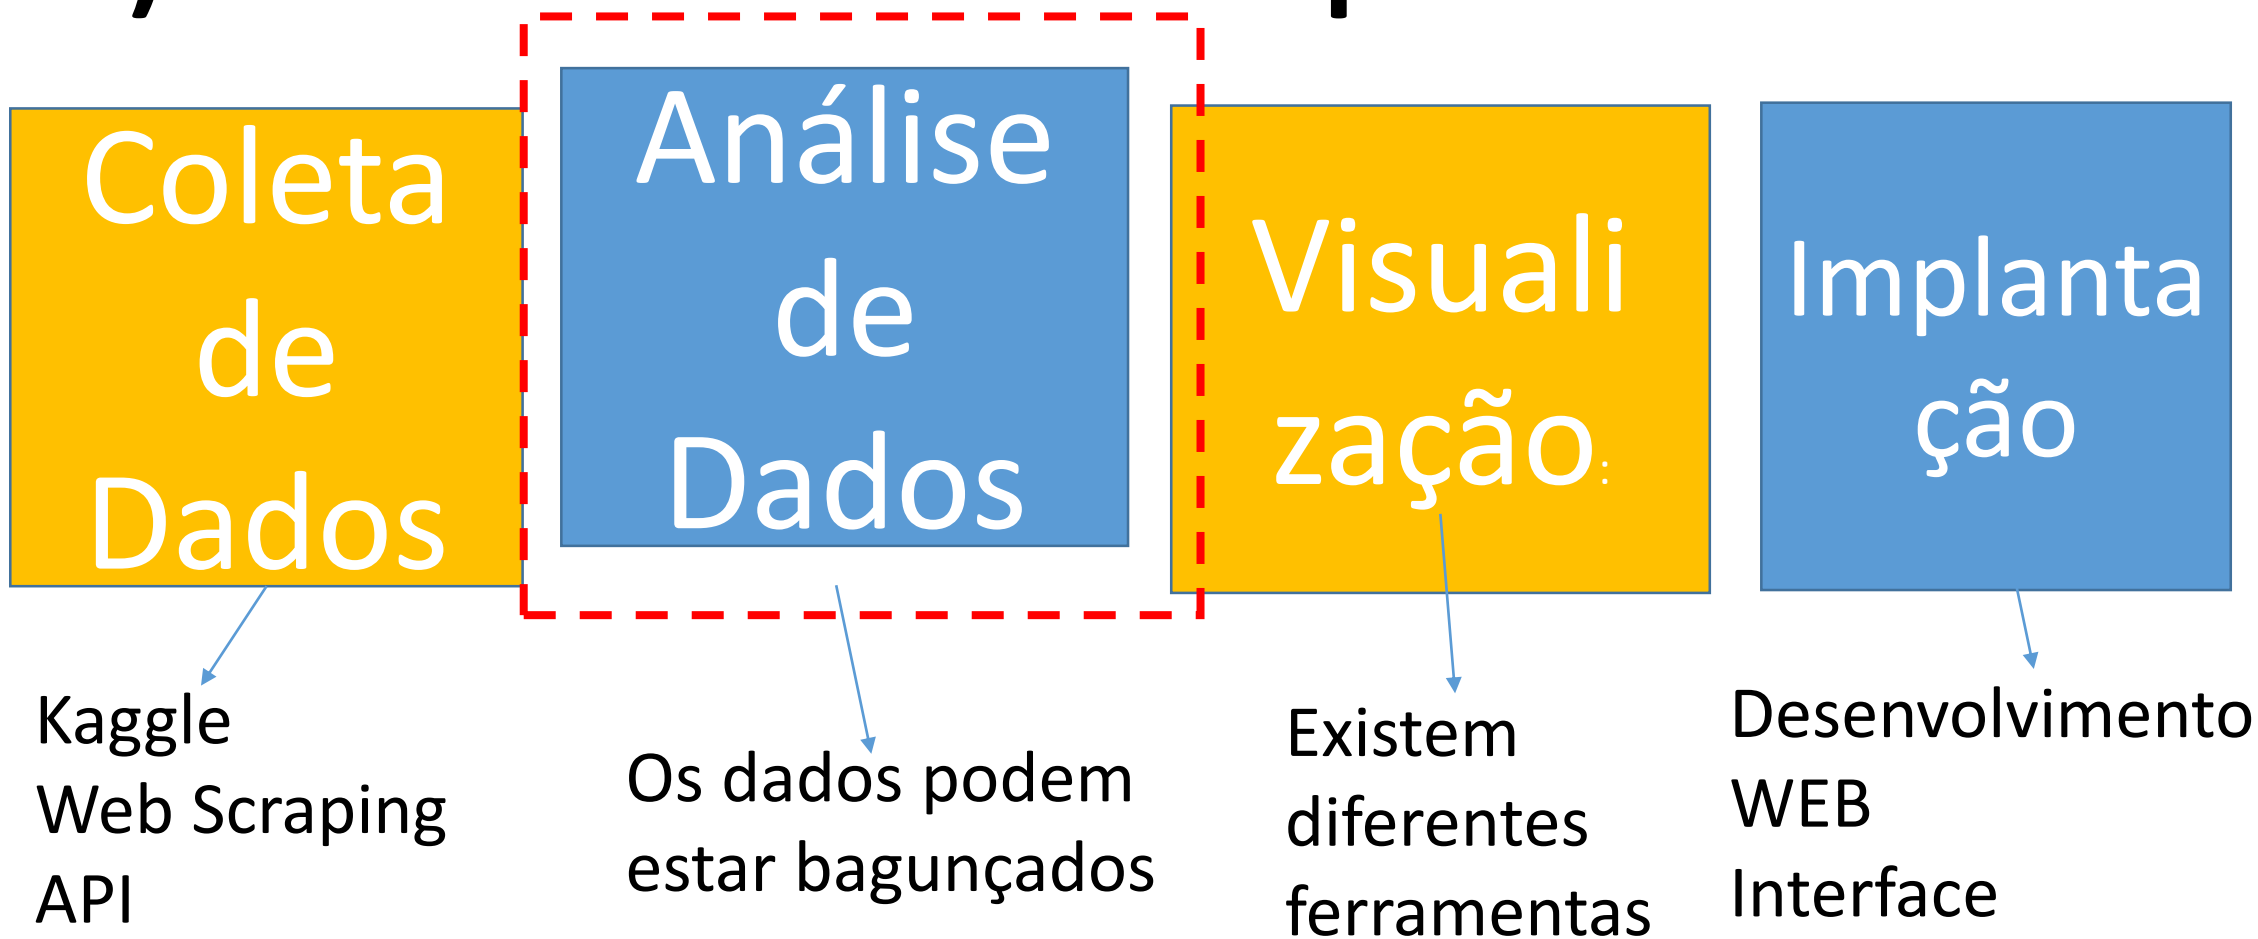 Coleta
de
Dados
Análise
de
Dados
Visuali
zação:
Implanta
ção
Kaggle
Web Scraping
API
Os dados podem
estar bagunçados
Existem
diferentes
ferramentas
Desenvolvimento
WEB
Interface